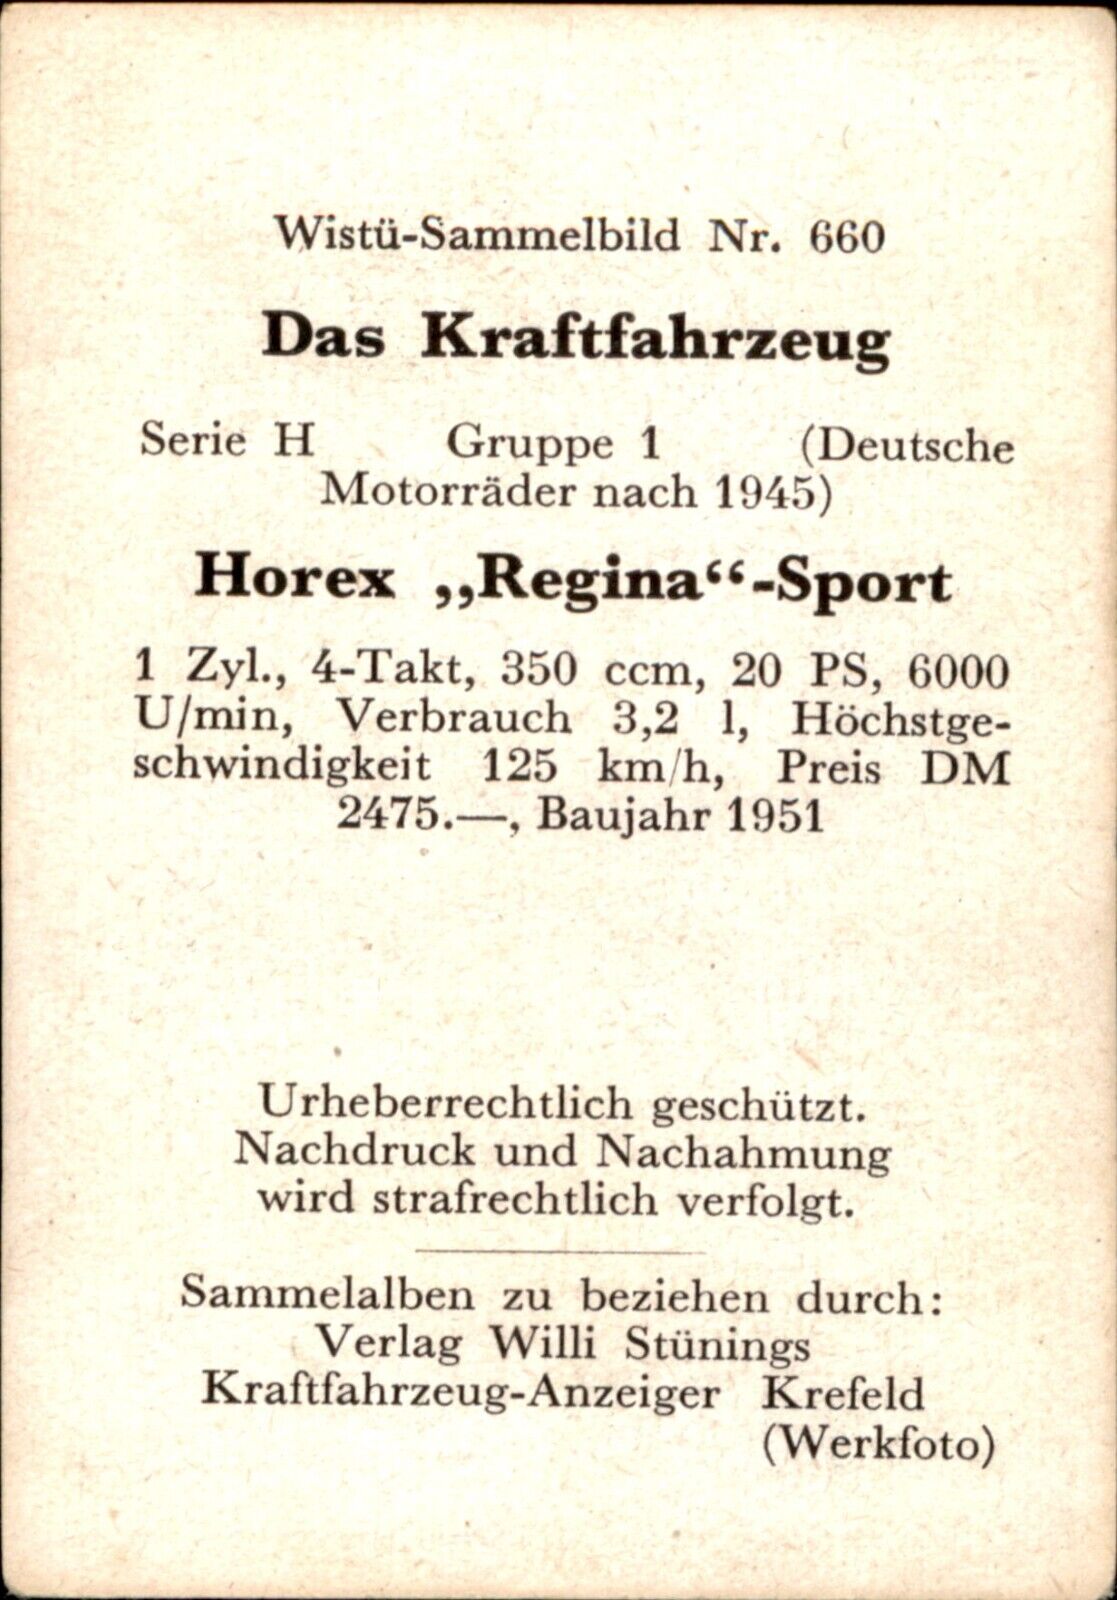 Wistü-Sammelbild Nr. 660
Das Kraftfahrzeug
Serie H Gruppe 1 (Deutsche
Motorräder nach 1945)
Horex „Regina“-Sport
1 Zyl., 4-Takt, 350 ccm, 20 PS, 6000
U/min, Verbrauch 3,2 l, Höchstge-
schwindigkeit 125 km/h, Preis DM
2475.—, Baujahr 1951
Urheberrechtlich geschützt.
Nachdruck und Nachahmung
wird strafrechtlich verfolgt.
Sammelalben zu beziehen durch:
Verlag Willi Stünings
Kraftfahrzeug-Anzeiger Krefeld
(Werkfoto)